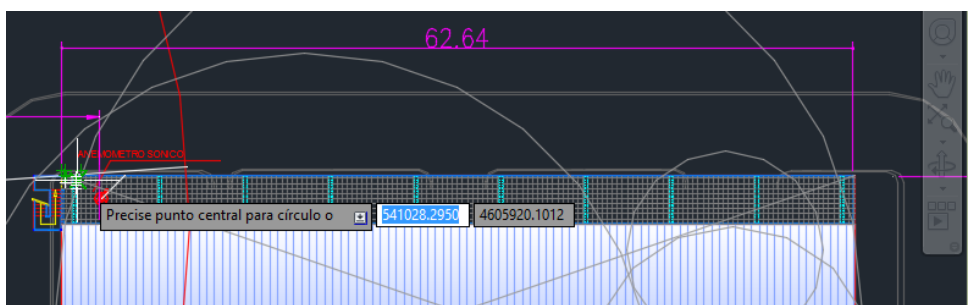 62.64
ANEMOMETRO SONICO
Precise punto central para círculo o 541028.2950 4605920.1012